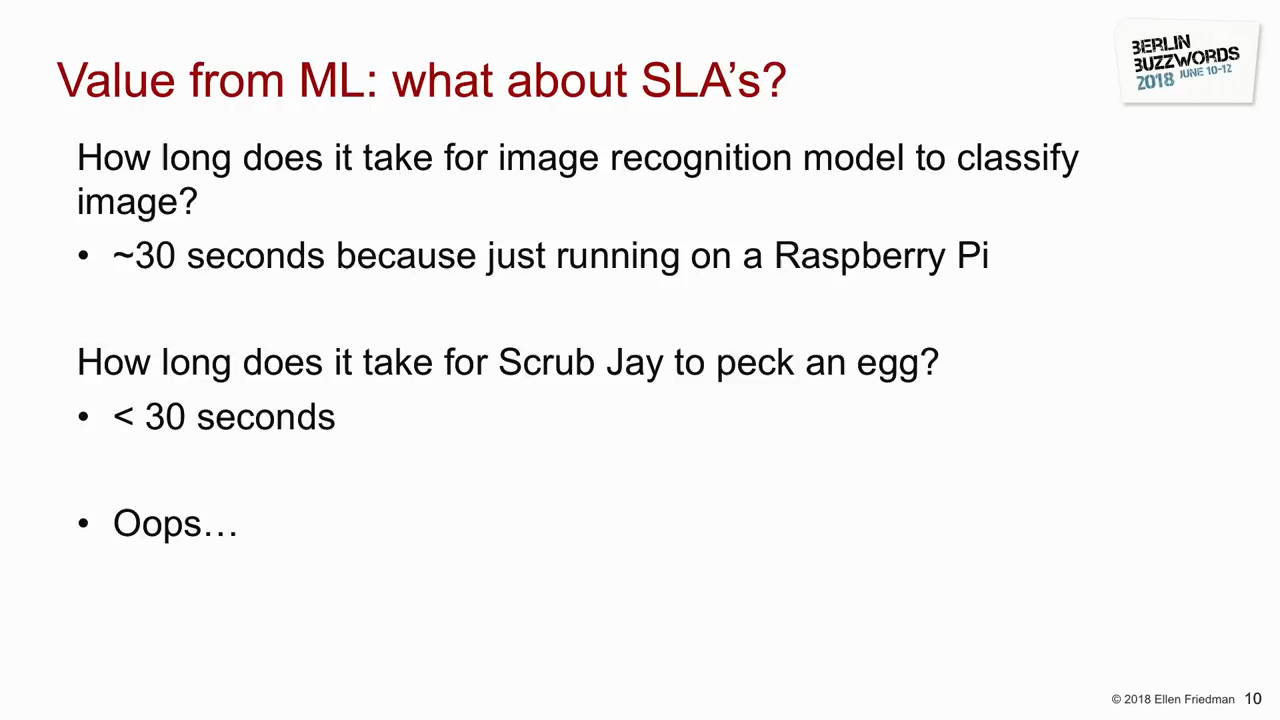 Value from ML: what about SLA's?
BERLIN
BUZZWORDS
2018 JUNE 10-12
How long does it take for image recognition model to classify
image?
• ~30 seconds because just running on a Raspberry Pi
How long does it take for Scrub Jay to peck an egg?
• < 30 seconds
• Oops…
© 2018 Ellen Friedman 10